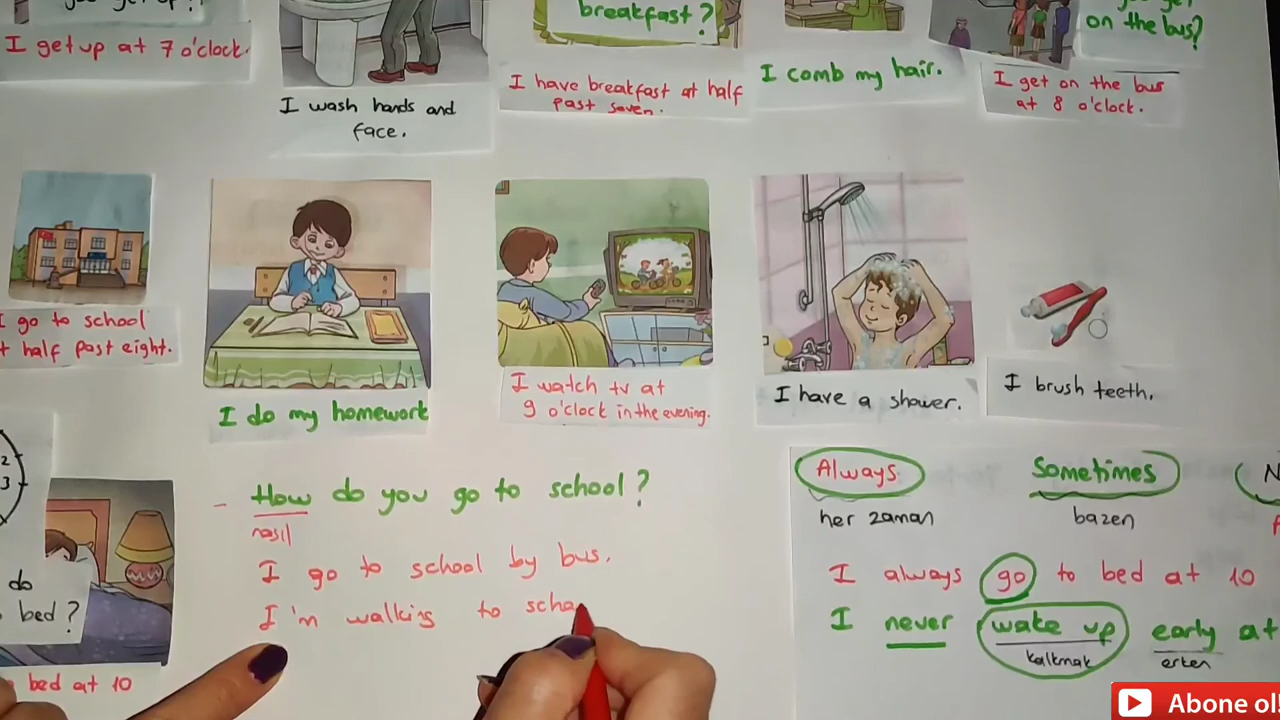 I get up at 7 o'clock.
I wash hands and
face.
breakfast?
I have breakfast at half
past seven.
I comb my hair.
on the bus?
I get on the bus
at 8 o'clock.
I go to school
half past eight.
I do my homework
I watch tv at
9 o'clock in the evening.
I have a shower.
I brush teeth.
2
3
do
bed?
bed at 10
- How do you go to school?
nasıl
I go to school by bus.
I'm walking to scho
Always
her zaman
Sometimes
bazen
N
I always go to bed at 10
I never wake up early at
kalkmak
erken
Abone ol!